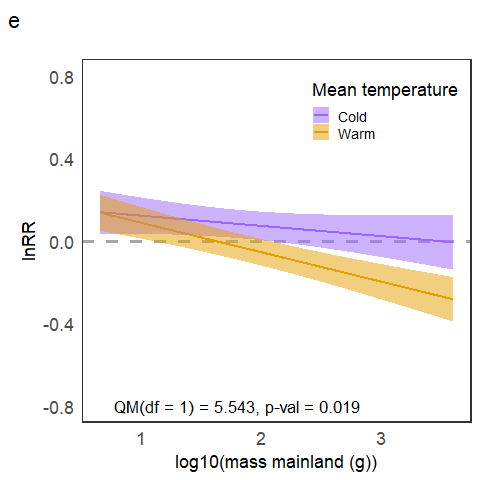 e
Mean temperature
Cold
Warm
0.8
0.4
0.0
-0.4
-0.8
lnRR
QM(df = 1) = 5.543, p-val = 0.019
1 2 3
log10(mass mainland (g))